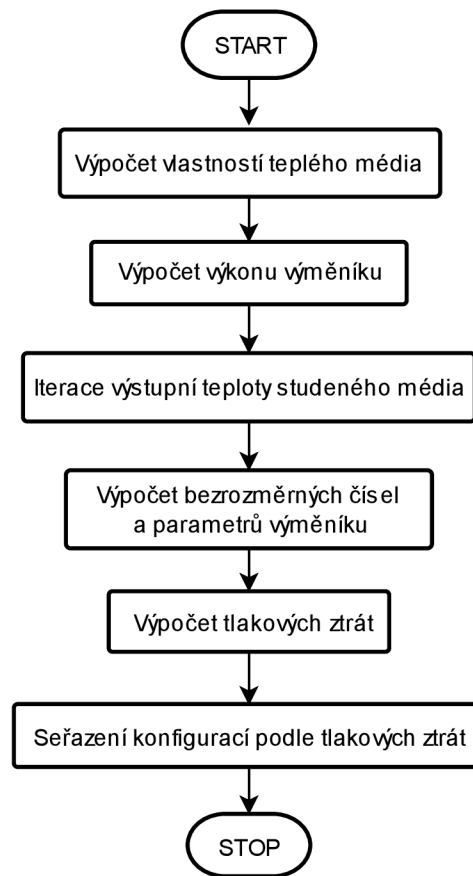 START
Výpočet vlastností teplého média
Výpočet výkonu výměníku
Iterace výstupní teploty studeného média
Výpočet bezrozměrných čísel
a parametrů výměníku
Výpočet tlakových ztrát
Seřazení konfigurací podle tlakových ztrát
STOP